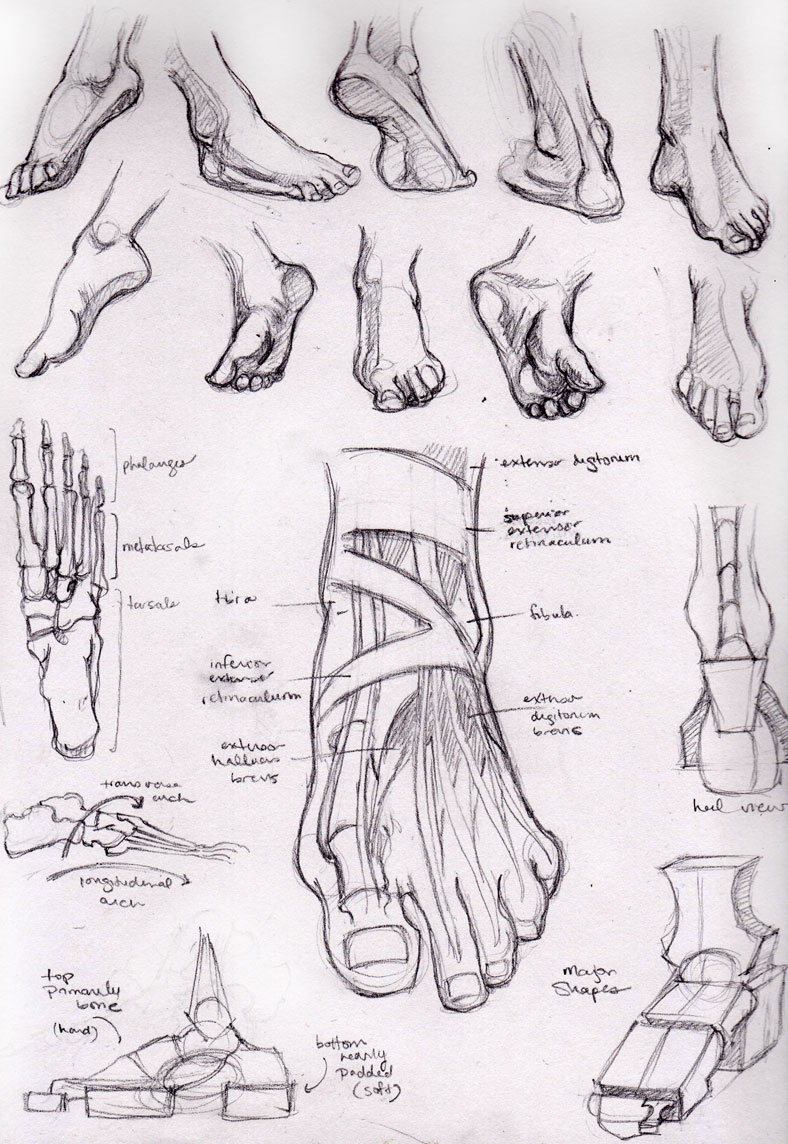 phalanges
metatarsals
tarsals
extensor digitorum
superior
extensor
retinaculum
tibia
fibula
inferior
extensor
retinaculum
extensor
digitorum
brevis
extensor
hallucis
brevis
transverse
arch
longitudinal
arch
heel view
top
primarily
bone
(hard)
bottom
heavily
padded
(soft)
major
shapes